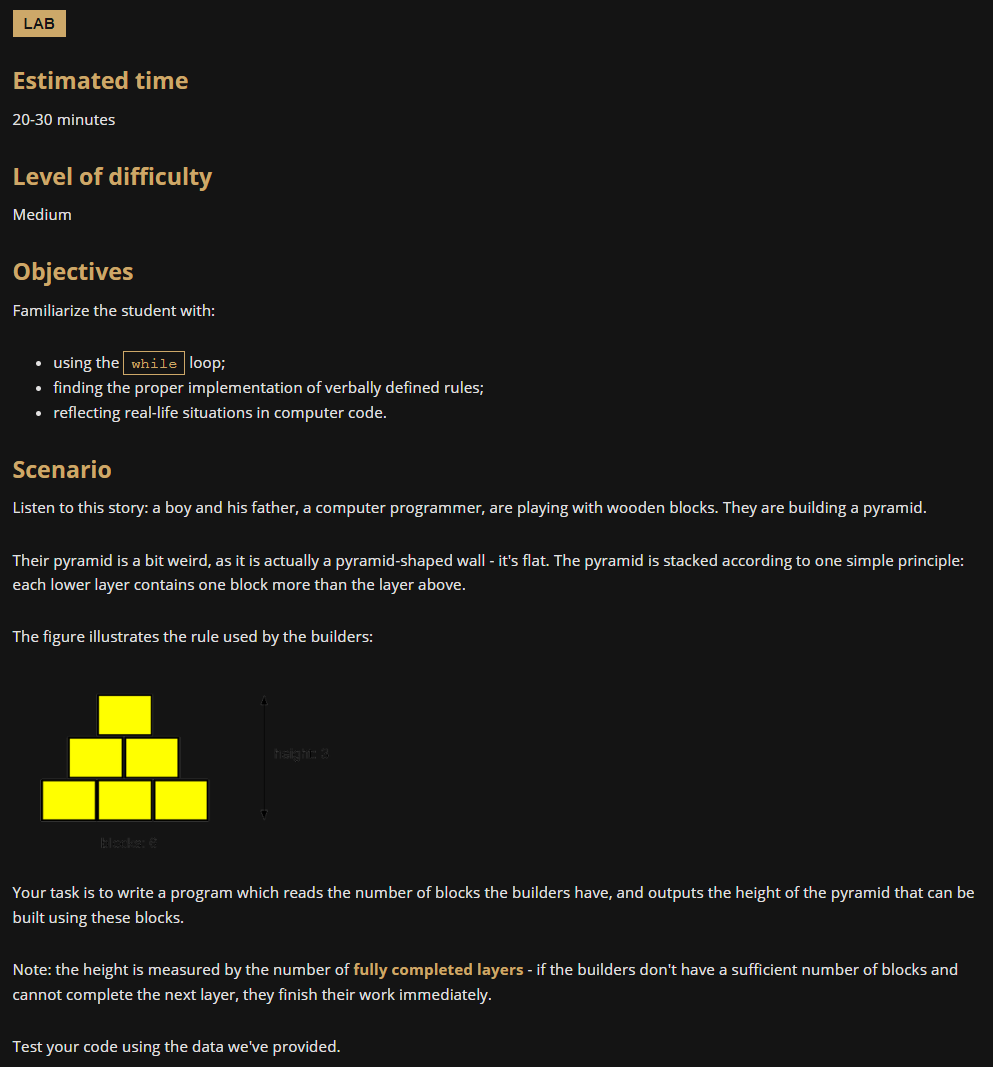 LAB
Estimated time
20-30 minutes
Level of difficulty
Medium
Objectives
Familiarize the student with:
using the while loop;
finding the proper implementation of verbally defined rules;
reflecting real-life situations in computer code.
Scenario
Listen to this story: a boy and his father, a computer programmer, are playing with wooden blocks. They are building a pyramid.
Their pyramid is a bit weird, as it is actually a pyramid-shaped wall - it's flat. The pyramid is stacked according to one simple principle:
each lower layer contains one block more than the layer above.
The figure illustrates the rule used by the builders:
height: 3
blocks: 6
Your task is to write a program which reads the number of blocks the builders have, and outputs the height of the pyramid that can be
built using these blocks.
Note: the height is measured by the number of fully completed layers - if the builders don't have a sufficient number of blocks and
cannot complete the next layer, they finish their work immediately.
Test your code using the data we've provided.